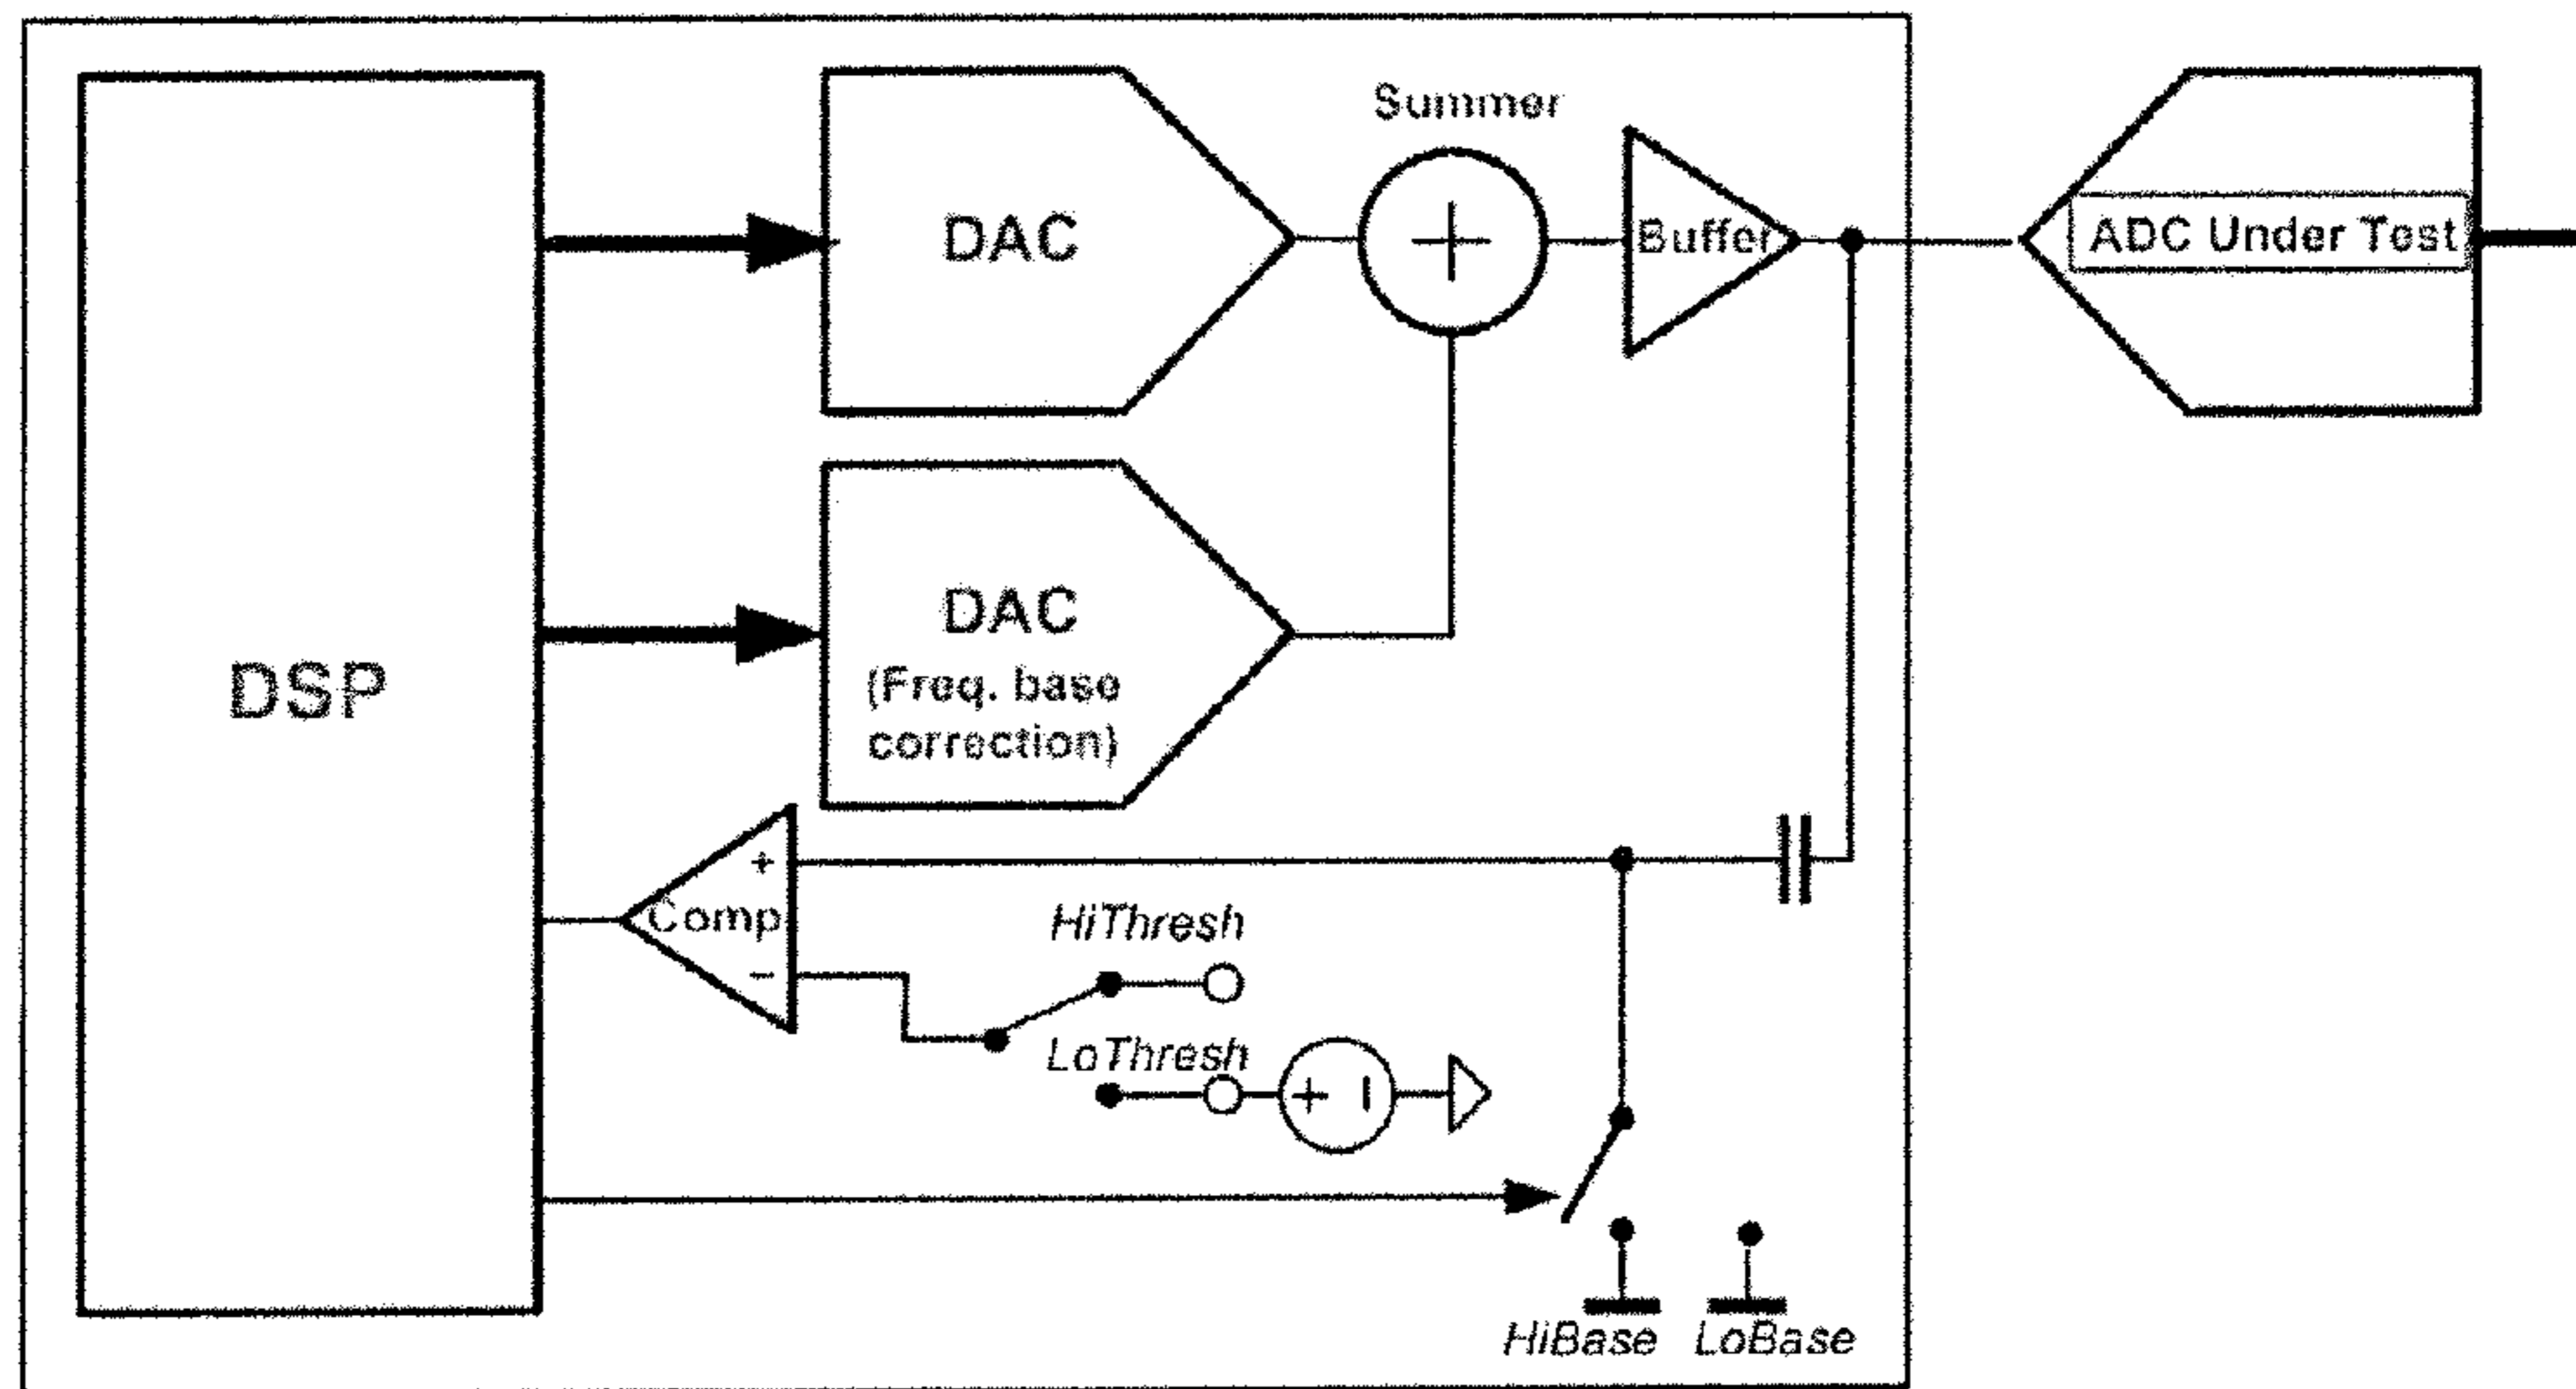 Summer
DAC
Buffer
ADC Under Test
DSP
DAC
(Freq. base
correction)
+
Comp
−
HiThresh
LoThresh
+ −
HiBase LoBase